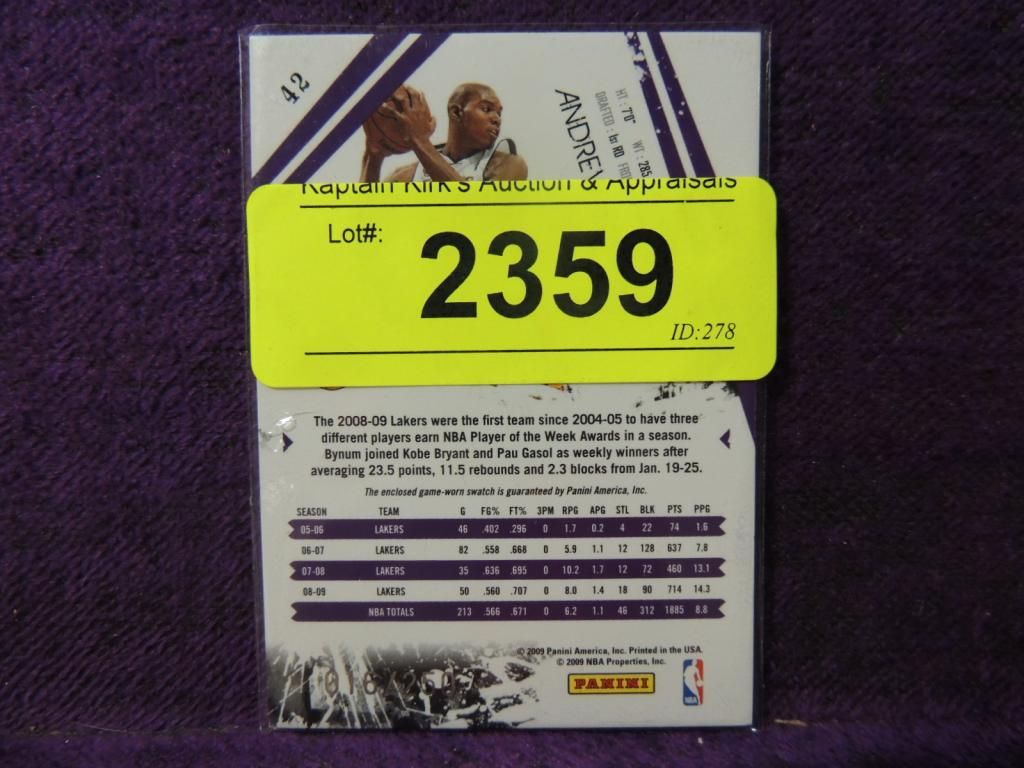 42
HT : 7'0" WT : 285
DRAFTED : 1st RD
ANDREW
Kaptain Kirk's Auction & Appraisals
Lot#:
2359
ID:278
The 2008-09 Lakers were the first team since 2004-05 to have three
different players earn NBA Player of the Week Awards in a season.
Bynum joined Kobe Bryant and Pau Gasol as weekly winners after
averaging 23.5 points, 11.5 rebounds and 2.3 blocks from Jan. 19-25.
The enclosed game-worn swatch is guaranteed by Panini America, Inc.
SEASON TEAM G FG% FT% 3PM RPG APG STL BLK PTS PPG
05-06 LAKERS 46 .402 .296 0 1.7 0.2 4 22 74 1.6
06-07 LAKERS 82 .558 .668 0 5.9 1.1 12 128 637 7.8
07-08 LAKERS 35 .636 .695 0 10.2 1.7 12 72 460 13.1
08-09 LAKERS 50 .560 .707 0 8.0 1.4 18 90 714 14.3
NBA TOTALS 213 .566 .671 0 6.2 1.1 46 312 1885 8.8
© 2009 Panini America, Inc. Printed in the USA.
© 2009 NBA Properties, Inc.
PANINI
NBA